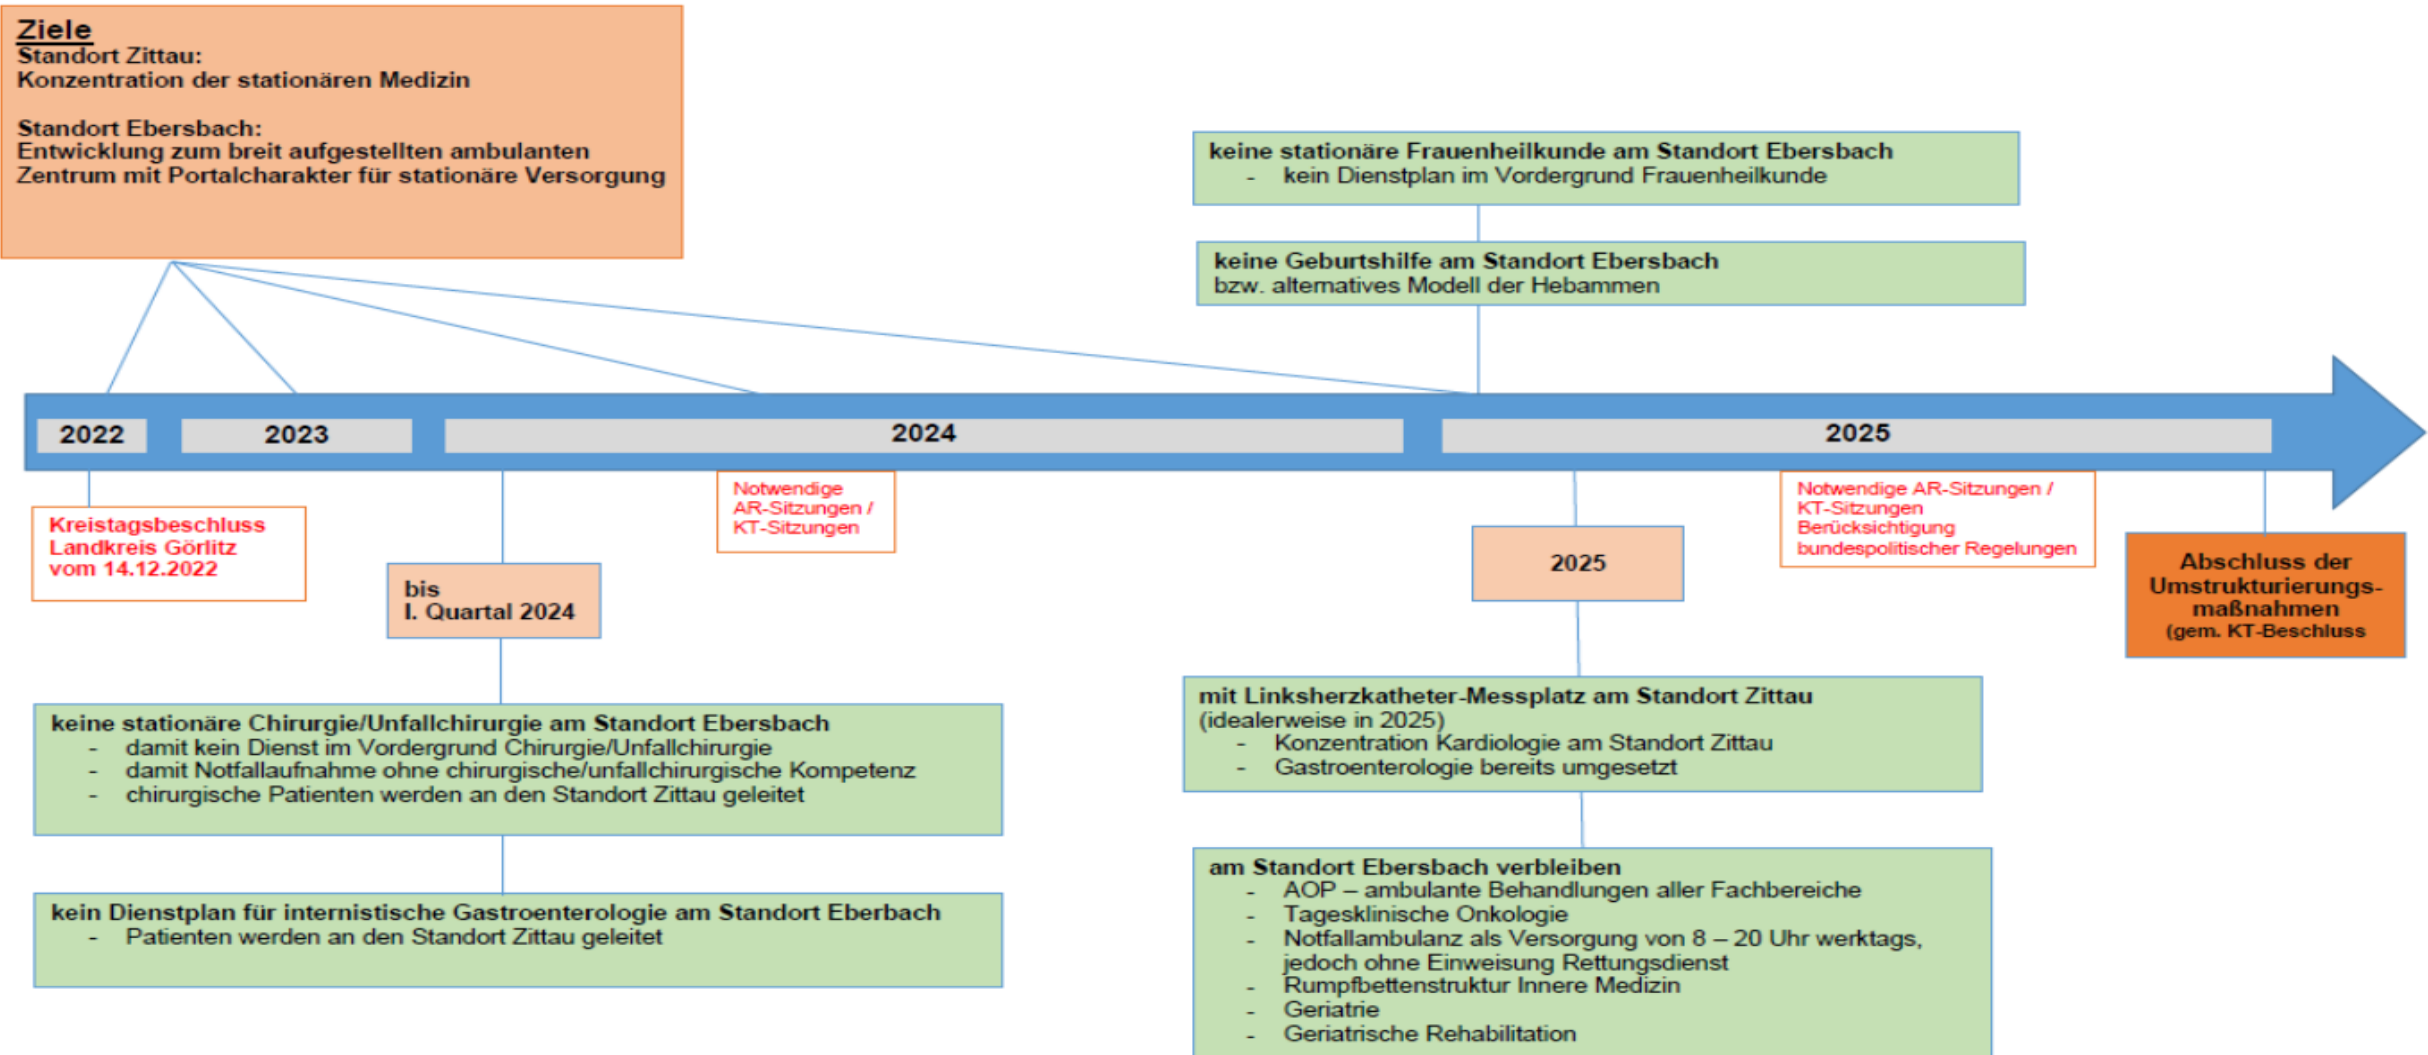 Ziele
Standort Zittau:
Konzentration der stationären Medizin
Standort Ebersbach:
Entwicklung zum breit aufgestellten ambulanten
Zentrum mit Portalcharakter für stationäre Versorgung
keine stationäre Frauenheilkunde am Standort Ebersbach
- kein Dienstplan im Vordergrund Frauenheilkunde
keine Geburtshilfe am Standort Ebersbach
bzw. alternatives Modell der Hebammen
2022
2023
2024
2025
Kreistagsbeschluss
Landkreis Görlitz
vom 14.12.2022
bis
I. Quartal 2024
Notwendige
AR-Sitzungen /
KT-Sitzungen
2025
Notwendige AR-Sitzungen /
KT-Sitzungen
Berücksichtigung
bundespolitischer Regelungen
Abschluss der
Umstrukturierungs-
maßnahmen
(gem. KT-Beschluss
keine stationäre Chirurgie/Unfallchirurgie am Standort Ebersbach
- damit kein Dienst im Vordergrund Chirurgie/Unfallchirurgie
- damit Notfallaufnahme ohne chirurgische/unfallchirurgische Kompetenz
- chirurgische Patienten werden an den Standort Zittau geleitet
kein Dienstplan für internistische Gastroenterologie am Standort Eberbach
- Patienten werden an den Standort Zittau geleitet
mit Linksherzkatheter-Messplatz am Standort Zittau
(idealerweise in 2025)
- Konzentration Kardiologie am Standort Zittau
- Gastroenterologie bereits umgesetzt
am Standort Ebersbach verbleiben
- AOP – ambulante Behandlungen aller Fachbereiche
- Tagesklinische Onkologie
- Notfallambulanz als Versorgung von 8 – 20 Uhr werktags,
jedoch ohne Einweisung Rettungsdienst
- Rumpfbettenstruktur Innere Medizin
- Geriatrie
- Geriatrische Rehabilitation